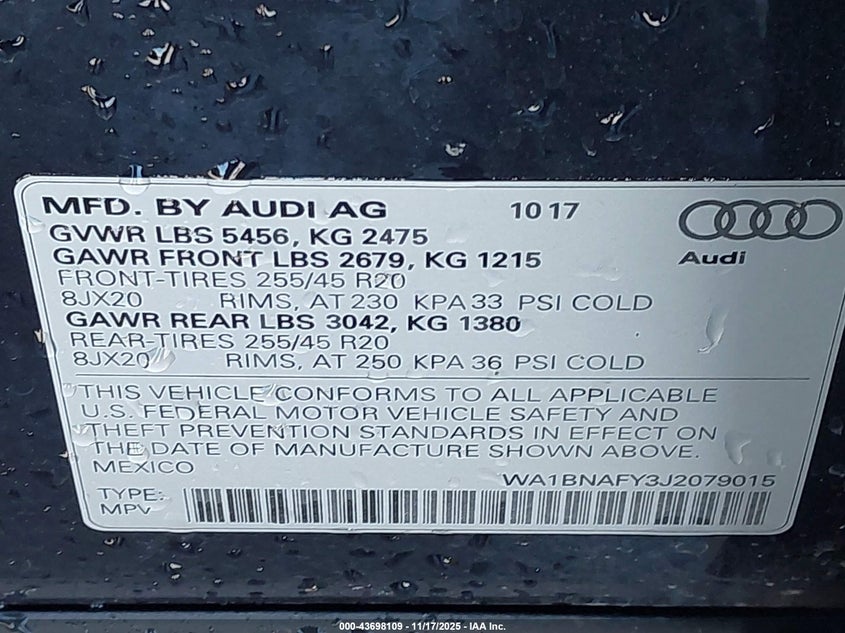 MFD. BY AUDI AG 10 17
GVWR LBS 5456, KG 2475
GAWR FRONT LBS 2679, KG 1215
Audi
FRONT-TIRES 255/45 R20
8JX20 RIMS, AT 230 KPA 33 PSI COLD
GAWR REAR LBS 3042, KG 1380
REAR-TIRES 255/45 R20
8JX20 RIMS, AT 250 KPA 36 PSI COLD
THIS VEHICLE CONFORMS TO ALL APPLICABLE
U.S. FEDERAL MOTOR VEHICLE SAFETY AND
THEFT PREVENTION STANDARDS IN EFFECT ON
THE DATE OF MANUFACTURE SHOWN ABOVE.
MEXICO
WA1BNAFY3J2079015
TYPE:
MPV
000-43698109 - 11/17/2025 - IAA Inc.